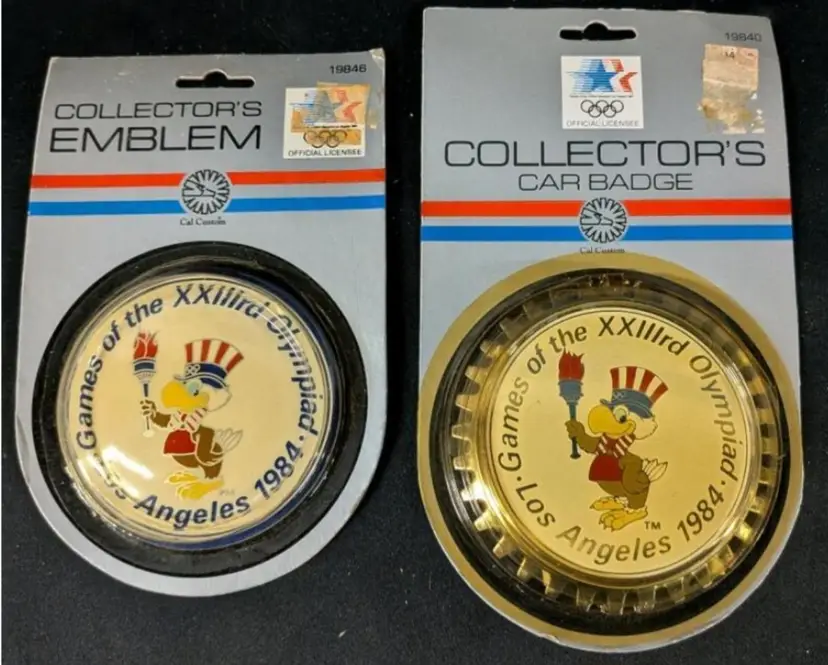 19846
COLLECTOR'S
EMBLEM
OFFICIAL LICENSEE
Cal Custom
Games of the XXIIIrd Olympiad
Los Angeles 1984
19840
OFFICIAL LICENSEE
COLLECTOR'S
CAR BADGE
Cal Custom
Games of the XXIIIrd Olympiad
Los Angeles 1984
TM